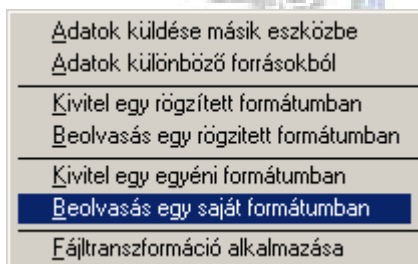 Adatok küldése másik eszközbe
Adatok különböző forrásokból
Kivitel egy rögzített formátumban
Beolvasás egy rögzitett formátumban
Kivitel egy egyéni formátumban
Beolvasás egy saját formátumban
Fájltranszformáció alkalmazása